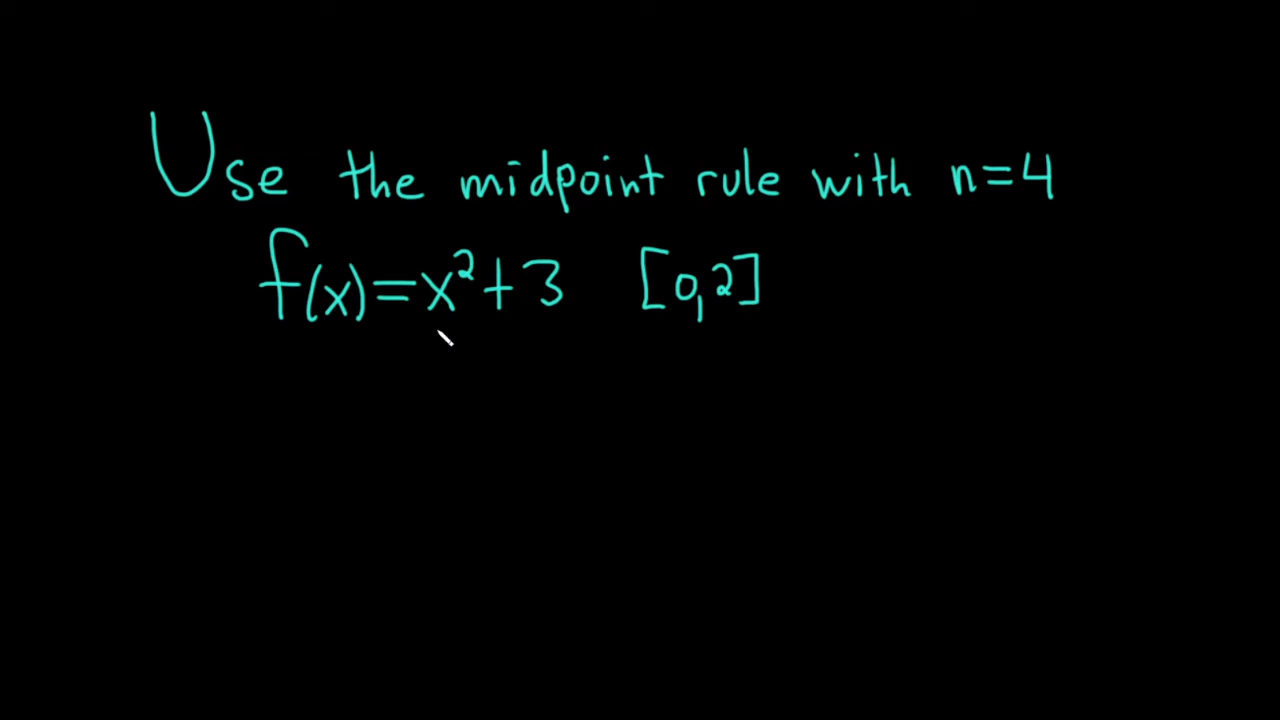 Use the midpoint rule with n=4
f(x)=x²+3 [0,2]